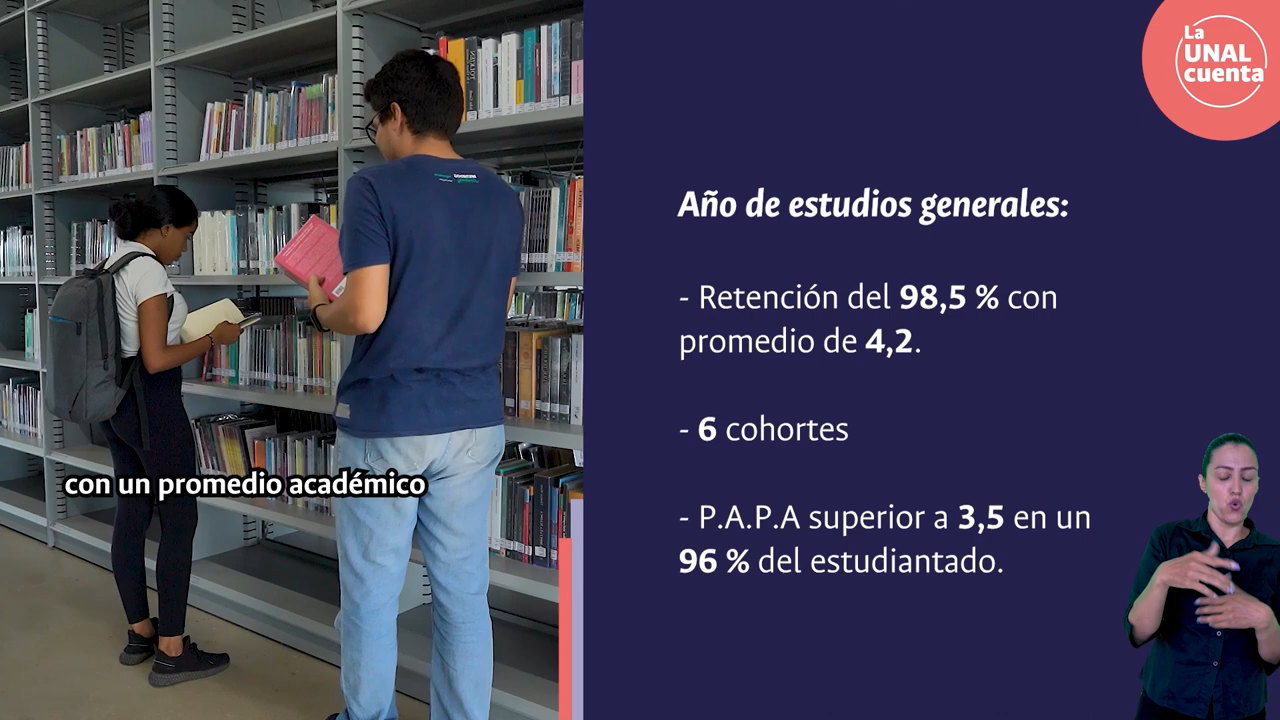 La
UNAL
cuenta
Año de estudios generales:
- Retención del 98,5 % con
promedio de 4,2.
- 6 cohortes
- P.A.P.A superior a 3,5 en un
96 % del estudiantado.
con un promedio académico